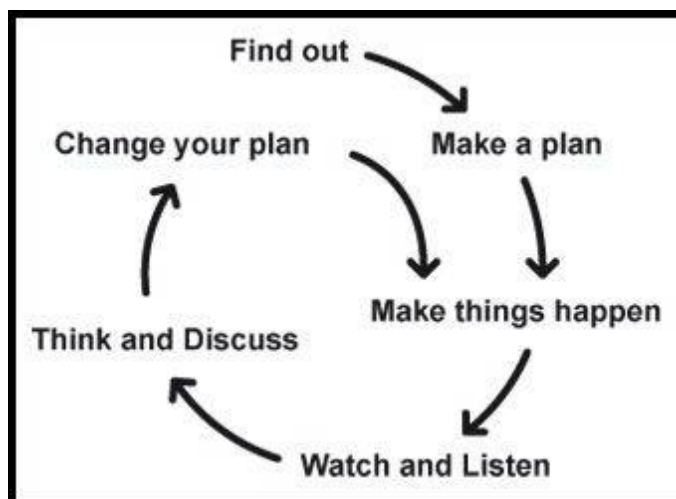 Find out
Change your plan
Make a plan
Make things happen
Think and Discuss
Watch and Listen